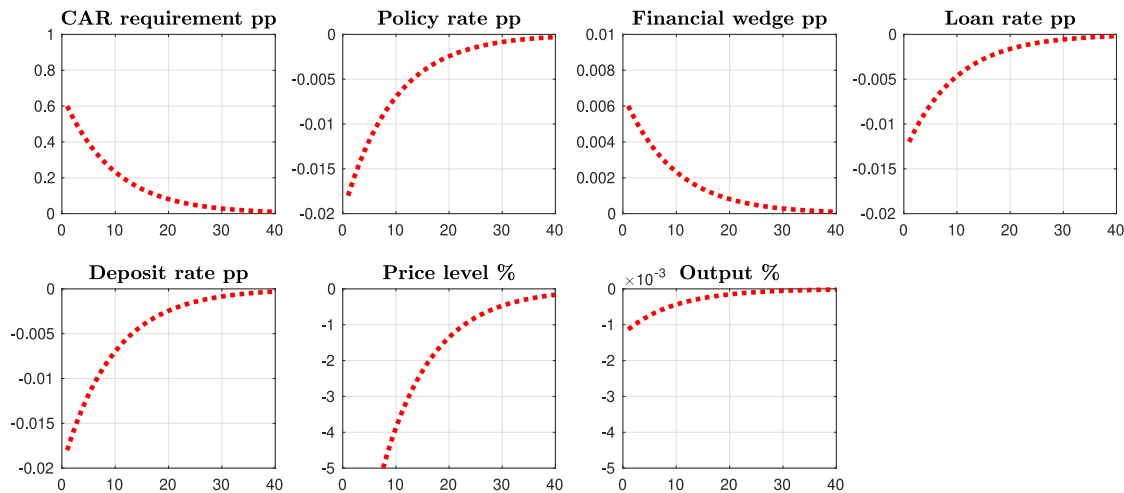 CAR requirement pp
1
0.8
0.6
0.4
0.2
0
0 10 20 30 40
Policy rate pp
0
-0.005
-0.01
-0.015
-0.02
0 10 20 30 40
Financial wedge pp
0.01
0.008
0.006
0.004
0.002
0
0 10 20 30 40
Loan rate pp
0
-0.005
-0.01
-0.015
-0.02
0 10 20 30 40
Deposit rate pp
0
-0.005
-0.01
-0.015
-0.02
0 10 20 30 40
Price level %
0
-1
-2
-3
-4
-5
0 10 20 30 40
×10⁻³ Output %
0
-1
-2
-3
-4
-5
0 10 20 30 40